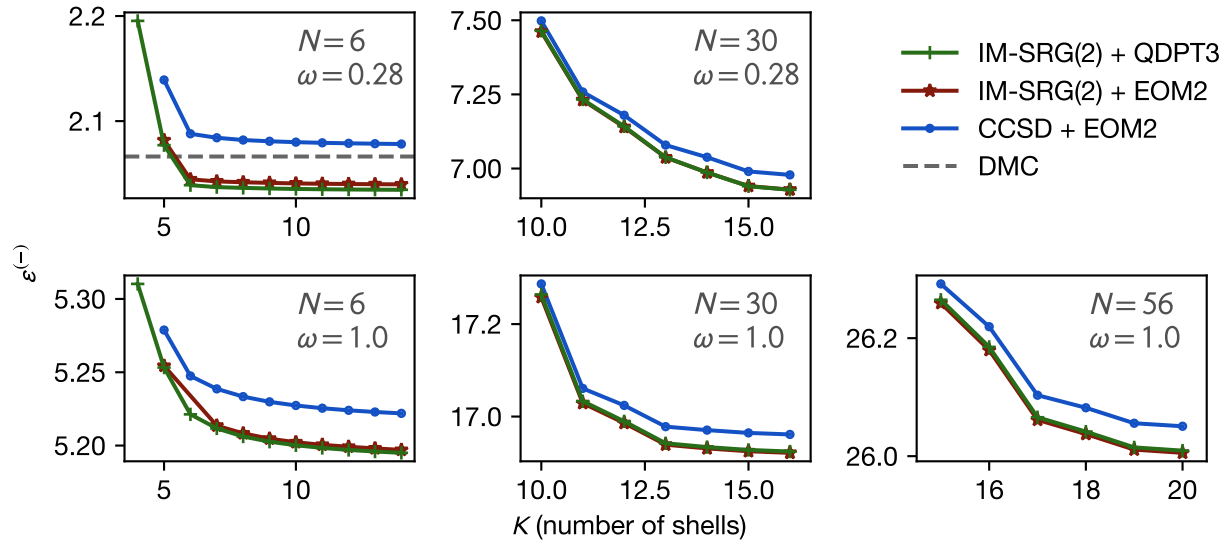 2.2
2.1
5
10
N = 6
ω = 0.28
7.50
7.25
7.00
10.0
12.5
15.0
N = 30
ω = 0.28
IM-SRG(2) + QDPT3
IM-SRG(2) + EOM2
CCSD + EOM2
DMC
ε(−)
5.30
5.25
5.20
5
10
N = 6
ω = 1.0
17.2
17.0
10.0
12.5
15.0
N = 30
ω = 1.0
26.2
26.0
16
18
20
N = 56
ω = 1.0
K (number of shells)